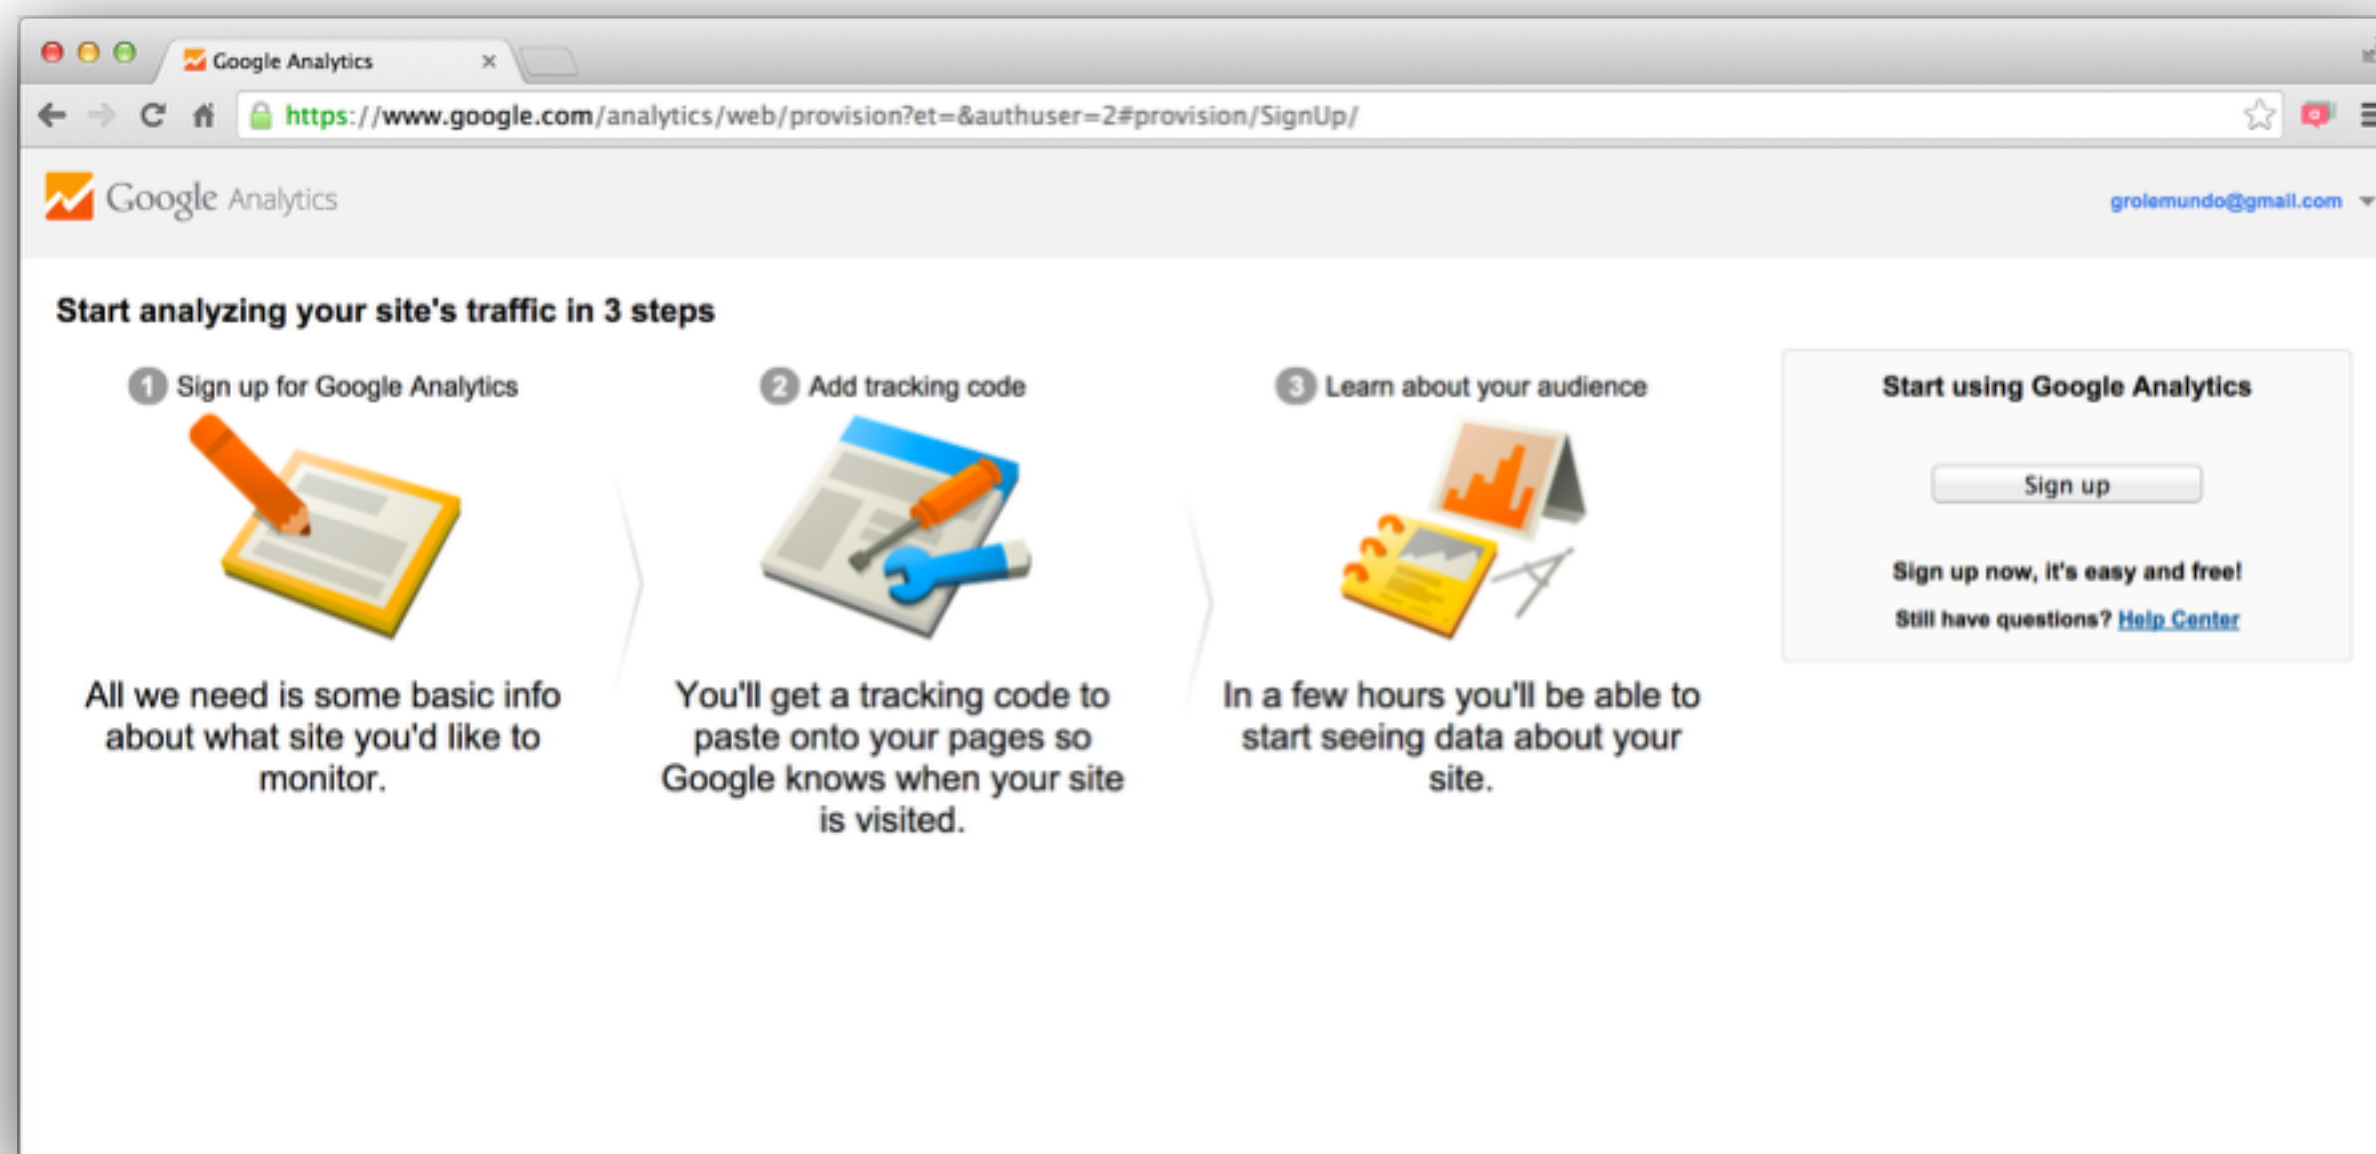 Google Analytics
https://www.google.com/analytics/web/provision?et=&authuser=2#provision/SignUp/
Google Analytics
grolemundo@gmail.com
Start analyzing your site's traffic in 3 steps
1 Sign up for Google Analytics
All we need is some basic info
about what site you'd like to
monitor.
2 Add tracking code
You'll get a tracking code to
paste onto your pages so
Google knows when your site
is visited.
3 Learn about your audience
In a few hours you'll be able to
start seeing data about your
site.
Start using Google Analytics
Sign up
Sign up now, it's easy and free!
Still have questions? Help Center